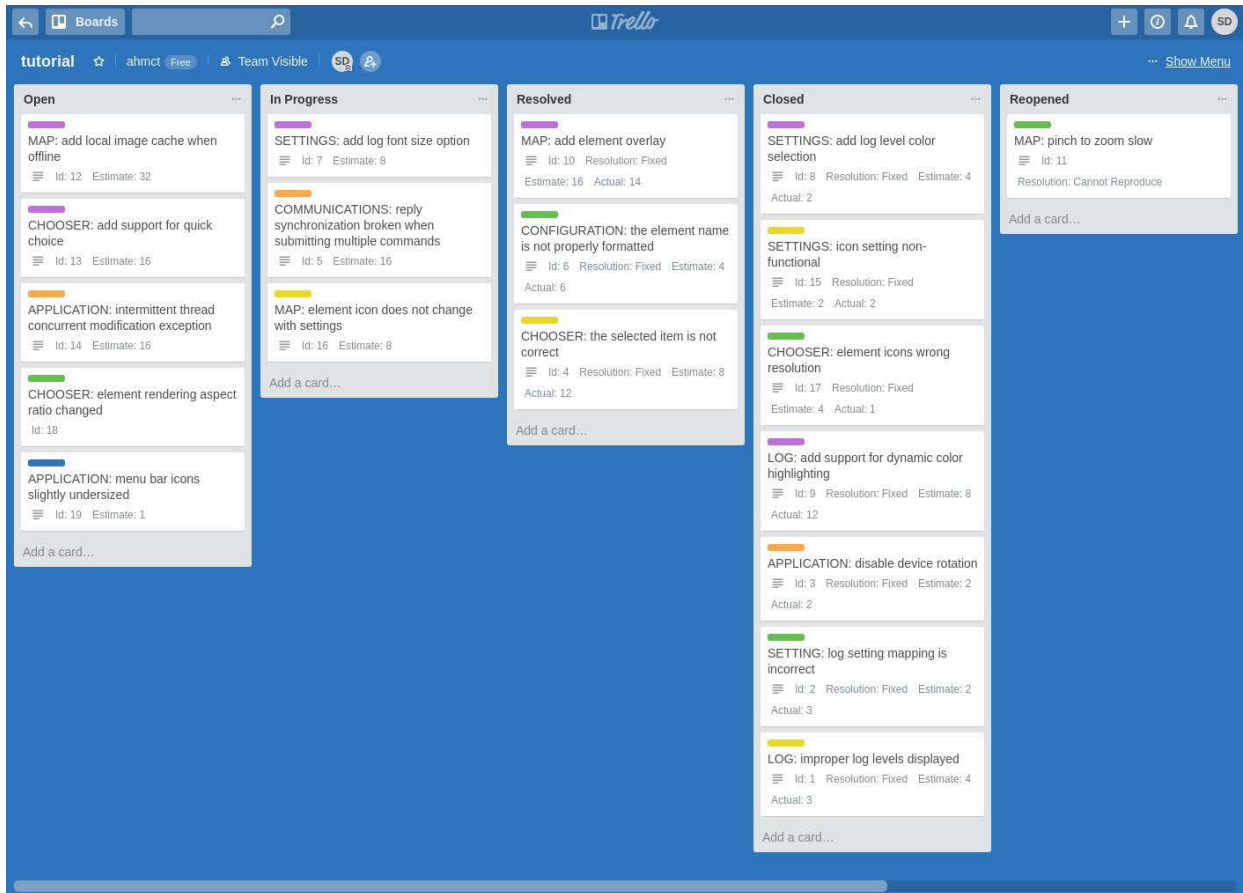 Boards
Trello
SD
tutorial
ahmct Free
Team Visible
SD
... Show Menu
Open
MAP: add local image cache when
offline
Id: 12 Estimate: 32
CHOOSER: add support for quick
choice
Id: 13 Estimate: 16
APPLICATION: intermittent thread
concurrent modification exception
Id: 14 Estimate: 16
CHOOSER: element rendering aspect
ratio changed
Id: 18
APPLICATION: menu bar icons
slightly undersized
Id: 19 Estimate: 1
Add a card…
In Progress
SETTINGS: add log font size option
Id: 7 Estimate: 8
COMMUNICATIONS: reply
synchronization broken when
submitting multiple commands
Id: 5 Estimate: 16
MAP: element icon does not change
with settings
Id: 16 Estimate: 8
Add a card…
Resolved
MAP: add element overlay
Id: 10 Resolution: Fixed
Estimate: 16 Actual: 14
CONFIGURATION: the element name
is not properly formatted
Id: 6 Resolution: Fixed Estimate: 4
Actual: 6
CHOOSER: the selected item is not
correct
Id: 4 Resolution: Fixed Estimate: 8
Actual: 12
Add a card…
Closed
SETTINGS: add log level color
selection
Id: 8 Resolution: Fixed Estimate: 4
Actual: 2
SETTINGS: icon setting non-
functional
Id: 15 Resolution: Fixed
Estimate: 2 Actual: 2
CHOOSER: element icons wrong
resolution
Id: 17 Resolution: Fixed
Estimate: 4 Actual: 1
LOG: add support for dynamic color
highlighting
Id: 9 Resolution: Fixed Estimate: 8
Actual: 12
APPLICATION: disable device rotation
Id: 3 Resolution: Fixed Estimate: 2
Actual: 2
SETTING: log setting mapping is
incorrect
Id: 2 Resolution: Fixed Estimate: 2
Actual: 3
LOG: improper log levels displayed
Id: 1 Resolution: Fixed Estimate: 4
Actual: 3
Add a card…
Reopened
MAP: pinch to zoom slow
Id: 11
Resolution: Cannot Reproduce
Add a card…